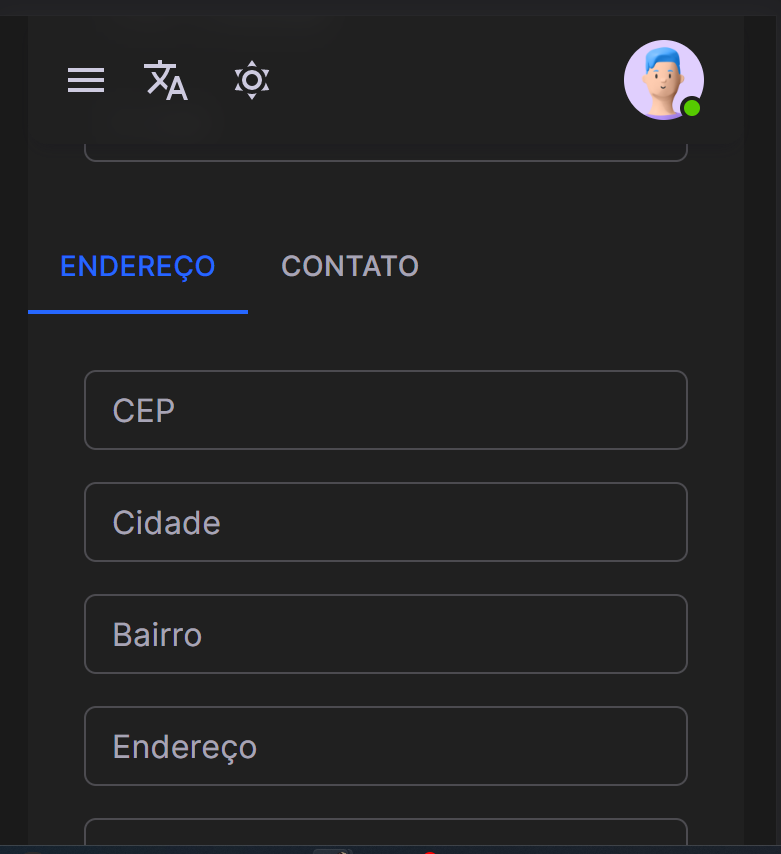 ENDEREÇO CONTATO
CEP
Cidade
Bairro
Endereço